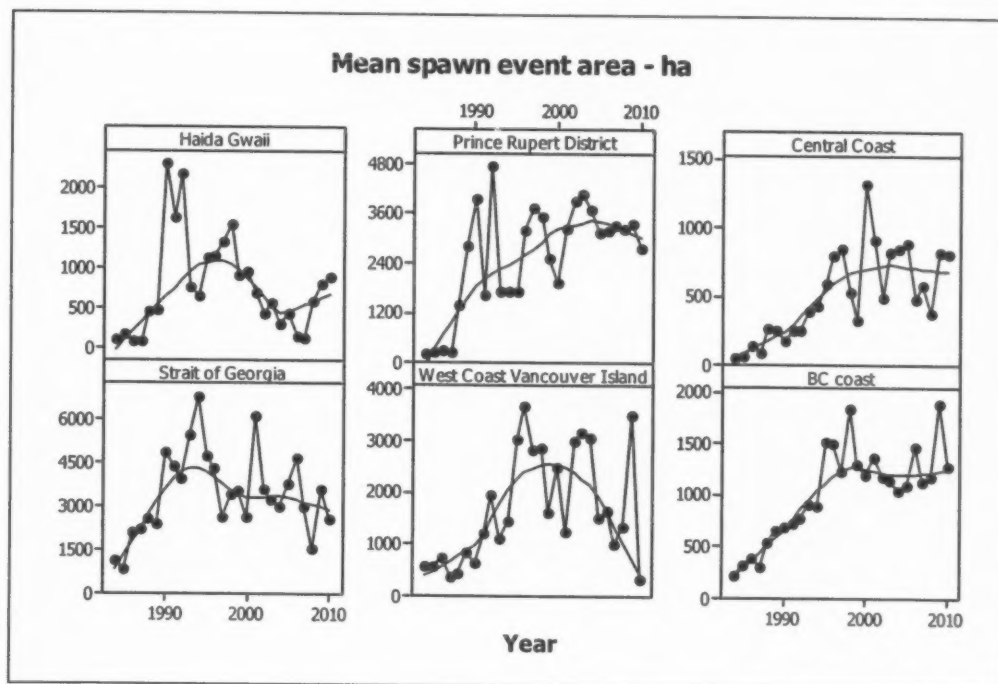 Mean spawn event area - ha
1990 2000 2010
Haida Gwaii
Prince Rupert District
Central Coast
2000
1500
1000
500
0
4800
3600
2400
1200
0
1500
1000
500
0
Strait of Georgia
West Coast Vancouver Island
BC coast
6000
4500
3000
1500
0
4000
3000
2000
1000
0
2000
1500
1000
500
0
1990 2000 2010
1990 2000 2010
Year